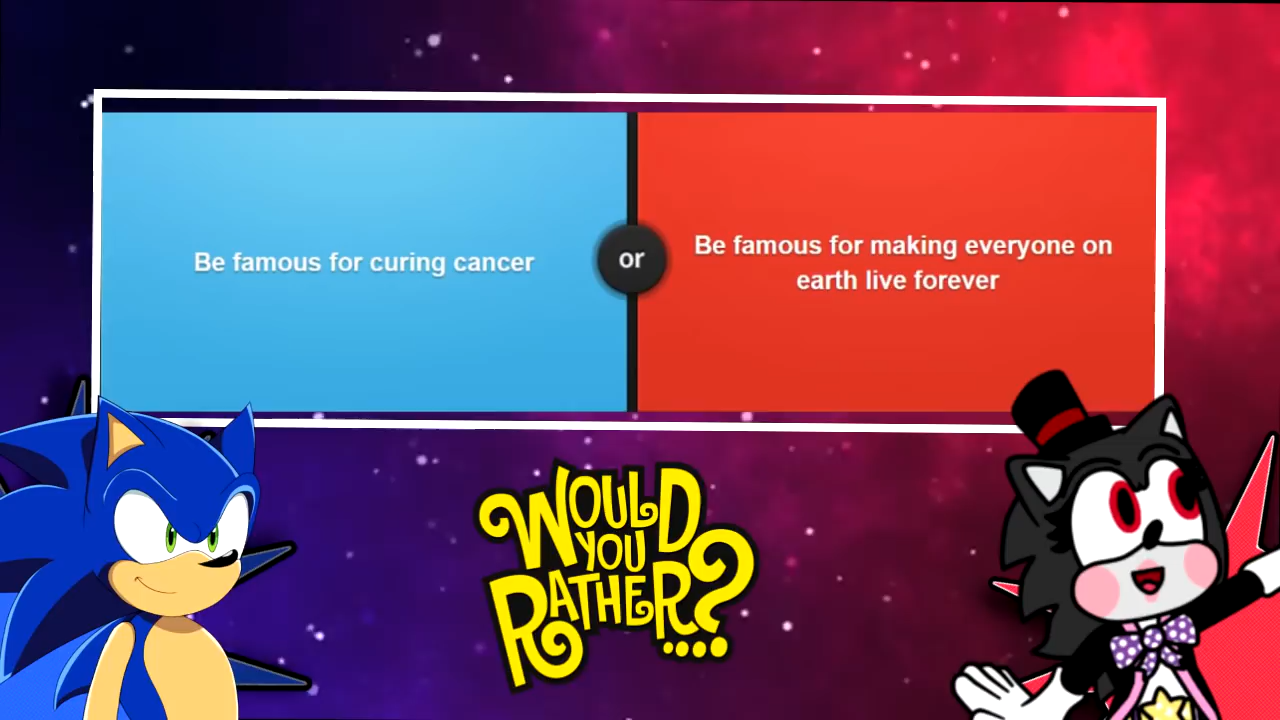 Be famous for curing cancer
or
Be famous for making everyone on
earth live forever
WOULD
YOU
RATHER...?